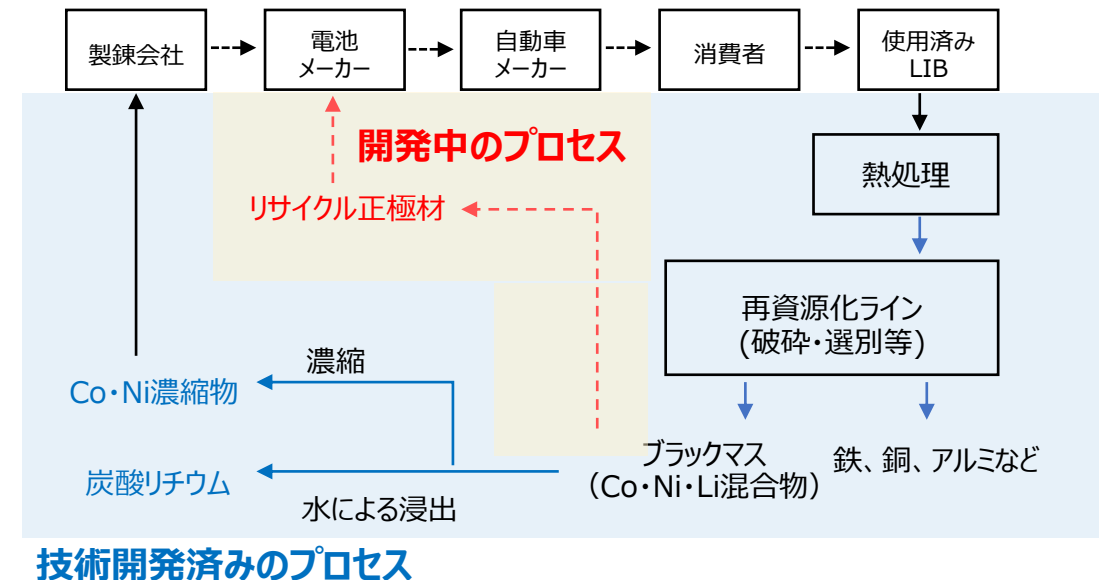 製錬会社
電池
メーカー
自動車
メーカー
消費者
使用済み
LIB
開発中のプロセス
熱処理
リサイクル正極材
再資源化ライン
(破砕・選別等)
濃縮
Co・Ni濃縮物
ブラックマス
（Co・Ni・Li混合物）
鉄、銅、アルミなど
炭酸リチウム
水による浸出
技術開発済みのプロセス